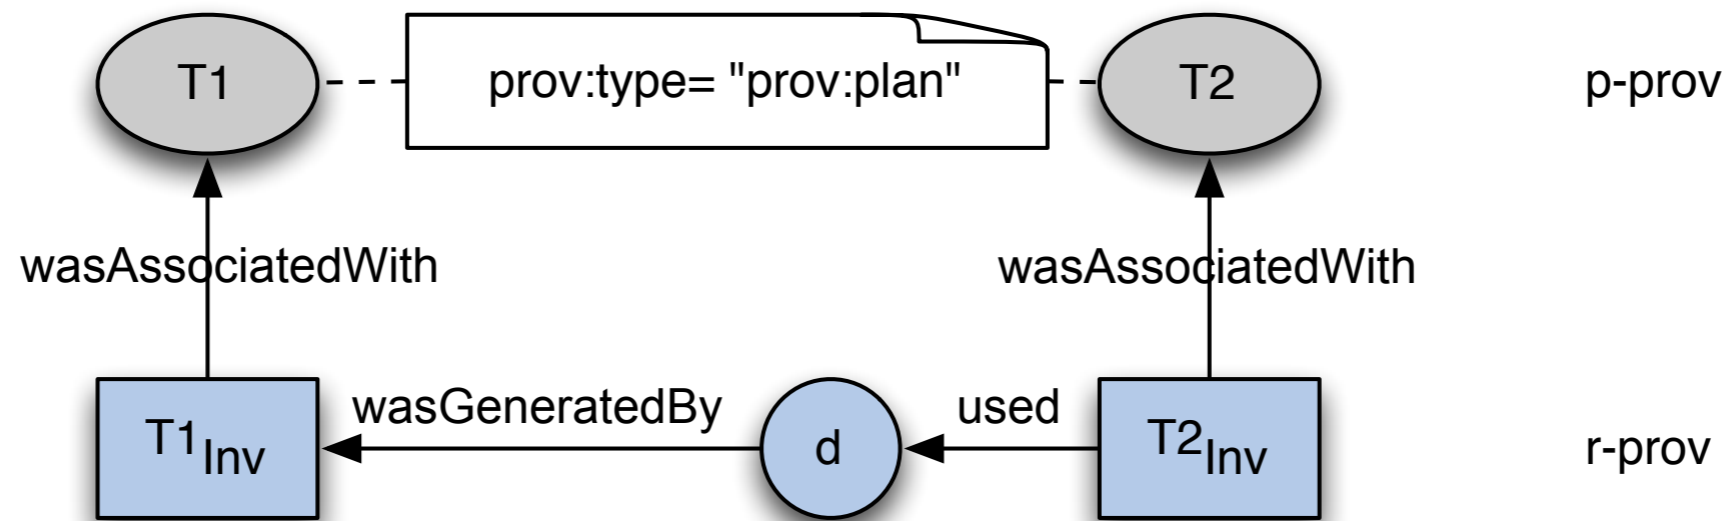 T1
prov:type= "prov:plan"
T2
p-prov
wasAssociatedWith
wasAssociatedWith
T1Inv
wasGeneratedBy
d
used
T2Inv
r-prov